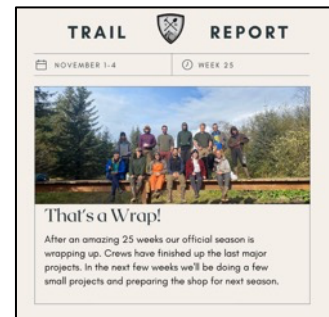 TRAIL REPORT
NOVEMBER 1-4 WEEK 25
That's a Wrap!
After an amazing 25 weeks our official season is
wrapping up. Crews have finished up the last major
projects. In the next few weeks we'll be doing a few
small projects and preparing the shop for next season.